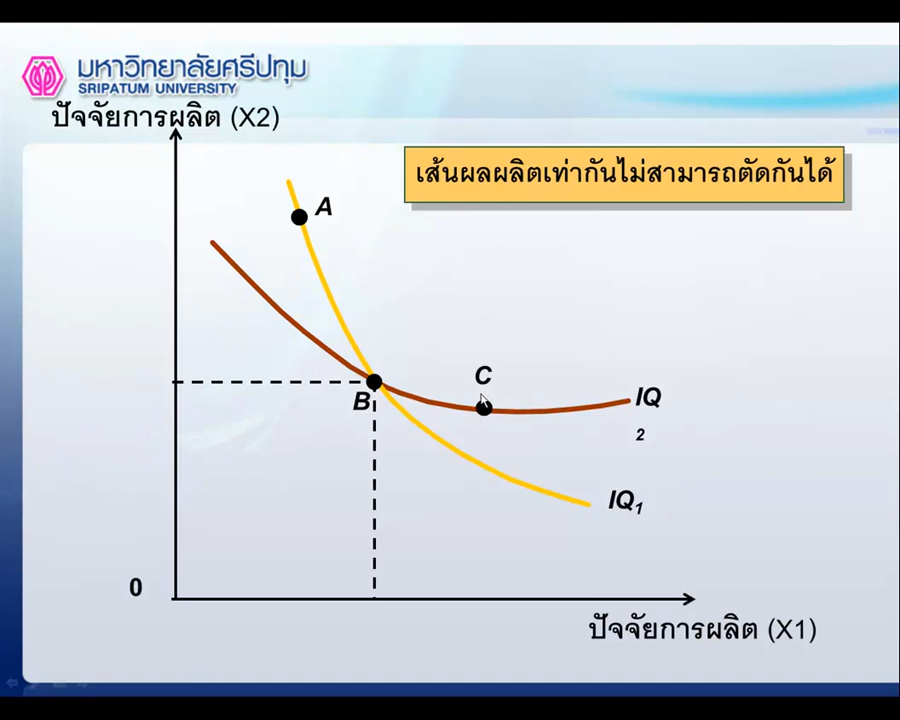 มหาวิทยาลัยศรีปทุม
SRIPATUM UNIVERSITY
ปัจจัยการผลิต (X2)
เส้นผลผลิตเท่ากันไม่สามารถตัดกันได้
A
C
B
IQ
2
IQ1
0
ปัจจัยการผลิต (X1)